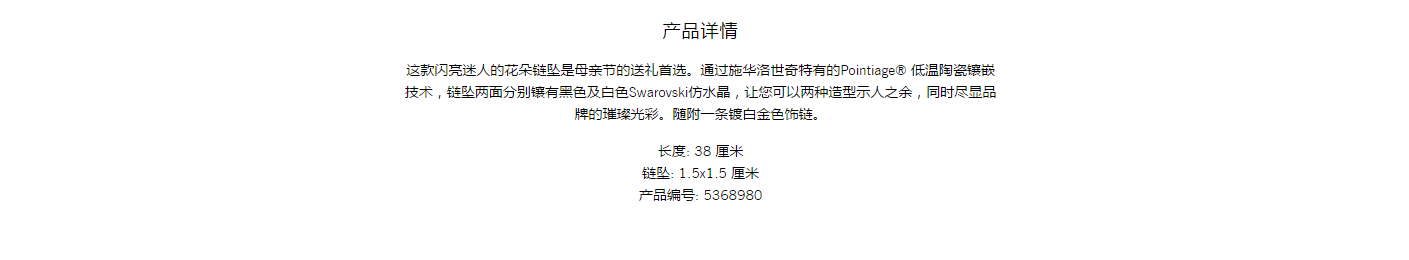 产品详情
这款闪亮迷人的花朵链坠是母亲节的送礼首选。通过施华洛世奇特有的Pointiage® 低温陶瓷镶嵌
技术，链坠两面分别镶有黑色及白色Swarovski仿水晶，让您可以两种造型示人之余，同时尽显品
牌的璀璨光彩。随附一条镀白金色饰链。
长度: 38 厘米
链坠: 1.5x1.5 厘米
产品编号: 5368980